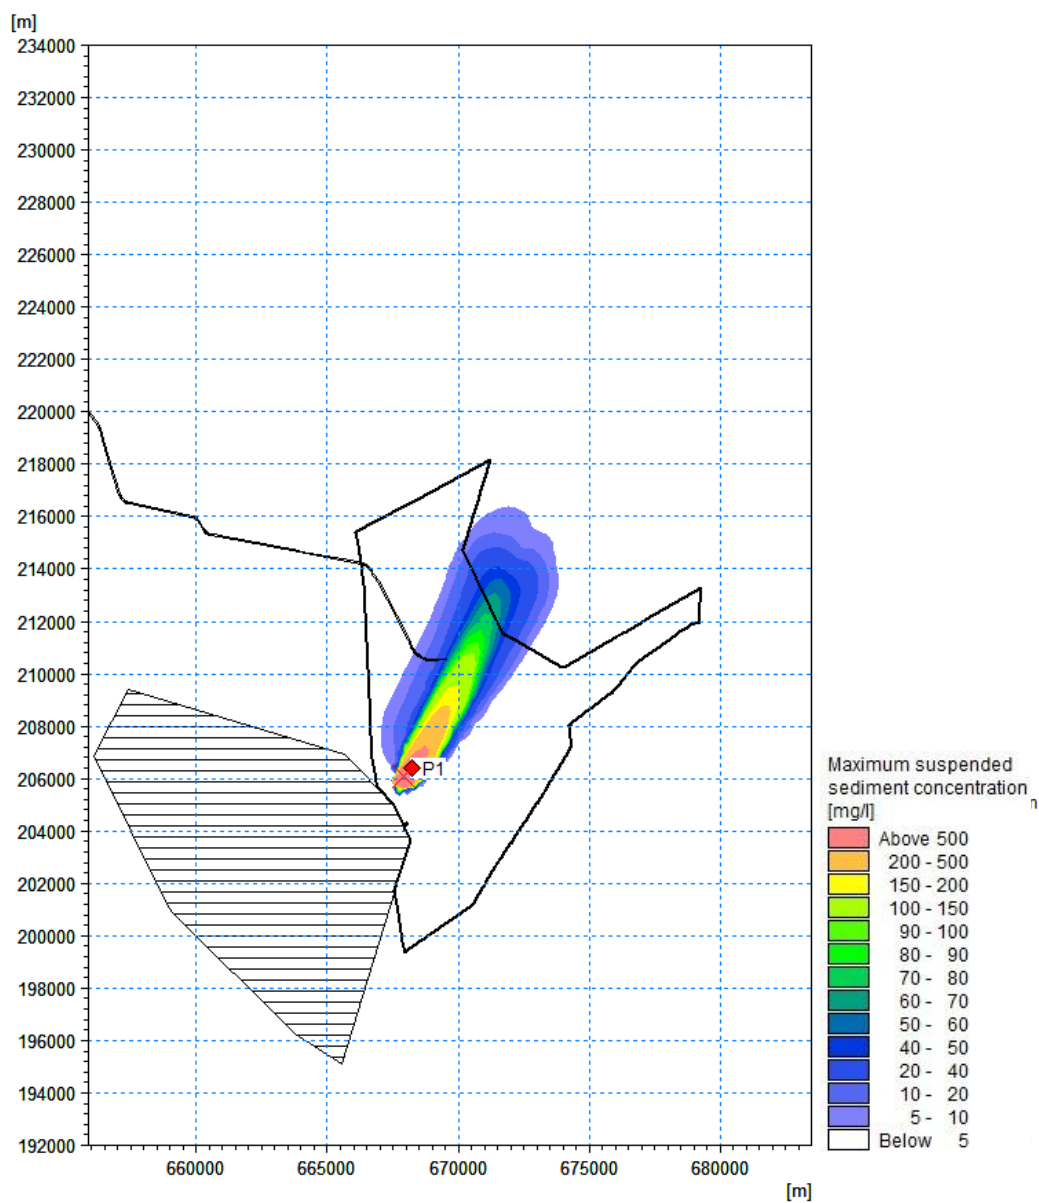 [m]
234000
232000
230000
228000
226000
224000
222000
220000
218000
216000
214000
212000
210000
208000
206000
204000
202000
200000
198000
196000
194000
192000
P1
660000 665000 670000 675000 680000
[m]
Maximum suspended
sediment concentration
n
[mg/l]
Above 500
200 - 500
150 - 200
100 - 150
90 - 100
80 - 90
70 - 80
60 - 70
50 - 60
40 - 50
20 - 40
10 - 20
5 - 10
Below 5